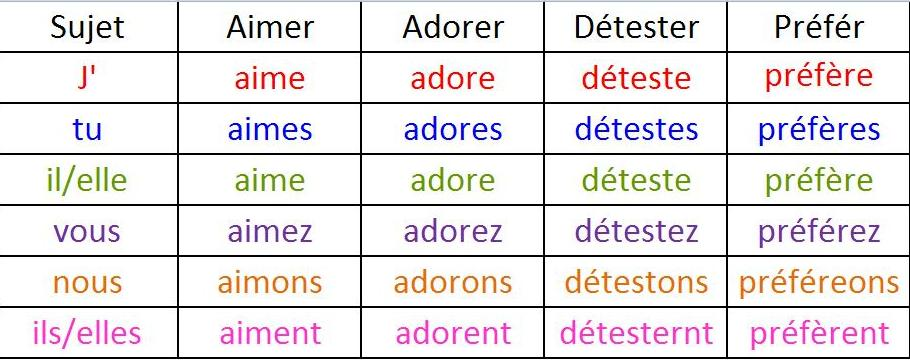 Sujet Aimer Adorer Détester Préfér
J' aime adore déteste préfère
tu aimes adores détestes préfères
il/elle aime adore déteste préfère
vous aimez adorez détestez préférez
nous aimons adorons détestons préféreons
ils/elles aiment adorent détesternt préfèrent